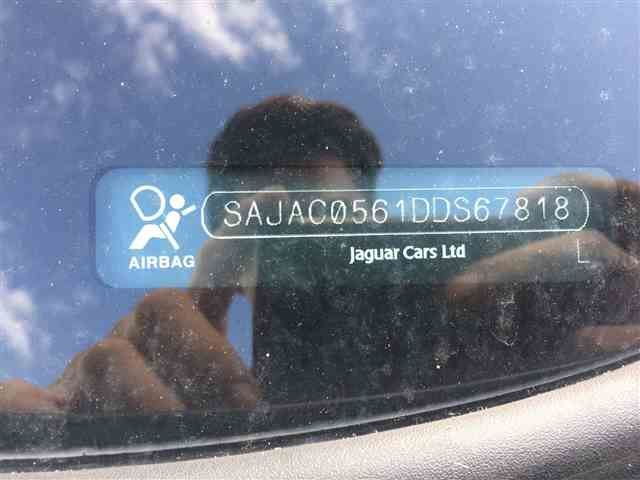 SAJAC0561DDS67818
AIRBAG
Jaguar Cars Ltd
L